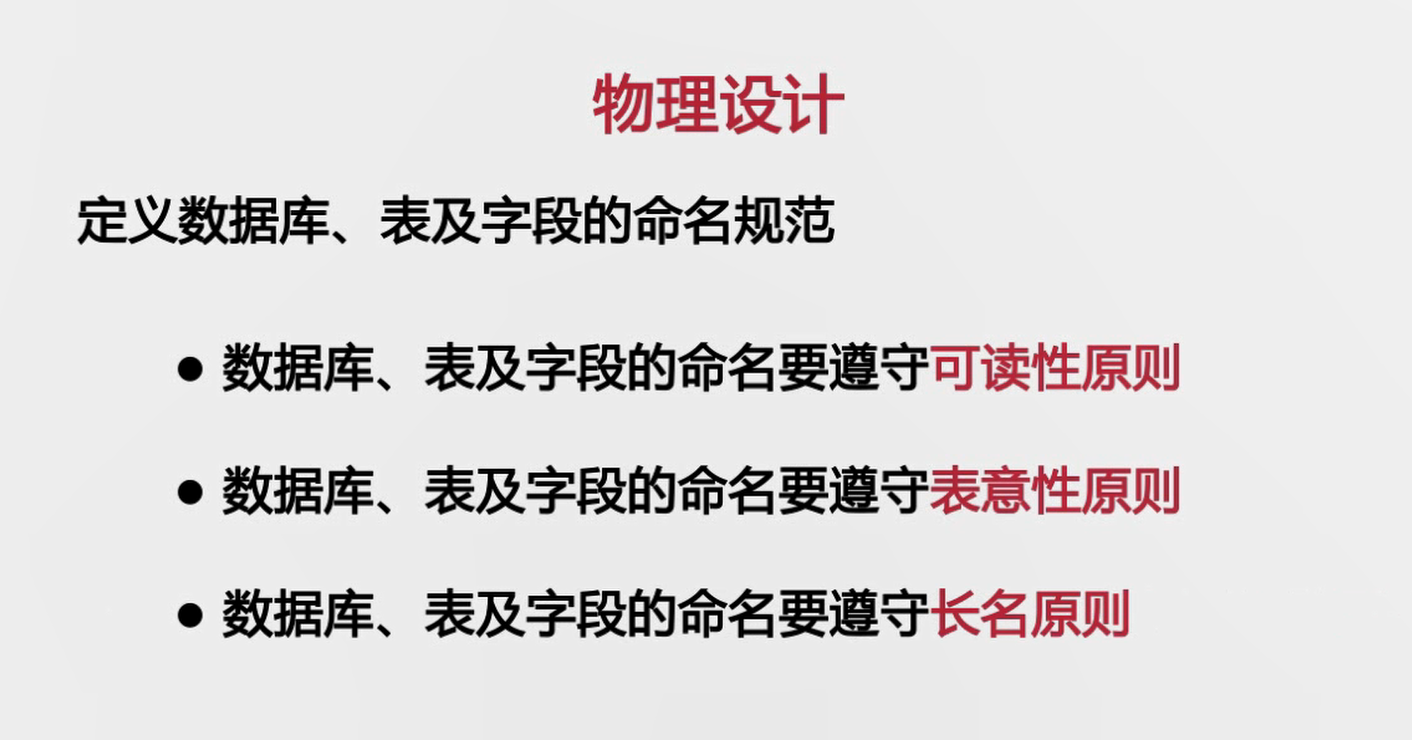 物理设计
定义数据库、表及字段的命名规范
● 数据库、表及字段的命名要遵守可读性原则
● 数据库、表及字段的命名要遵守表意性原则
● 数据库、表及字段的命名要遵守长名原则